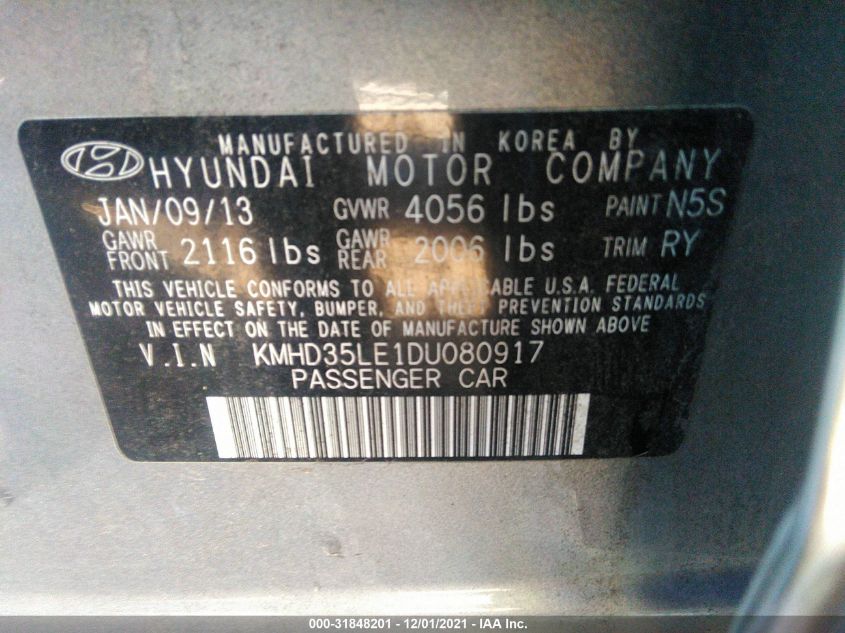 MANUFACTURED IN KOREA BY
HYUNDAI MOTOR COMPANY
JAN/09/13 GVWR 4056 lbs PAINT N5S
GAWR FRONT 2116 lbs GAWR REAR 2006 lbs TRIM RY
THIS VEHICLE CONFORMS TO ALL APPLICABLE U.S.A. FEDERAL
MOTOR VEHICLE SAFETY, BUMPER, AND THEFT PREVENTION STANDARDS
IN EFFECT ON THE DATE OF MANUFACTURE SHOWN ABOVE
V.I.N KMHD35LE1DU080917
PASSENGER CAR
000-31848201 - 12/01/2021 - IAA Inc.